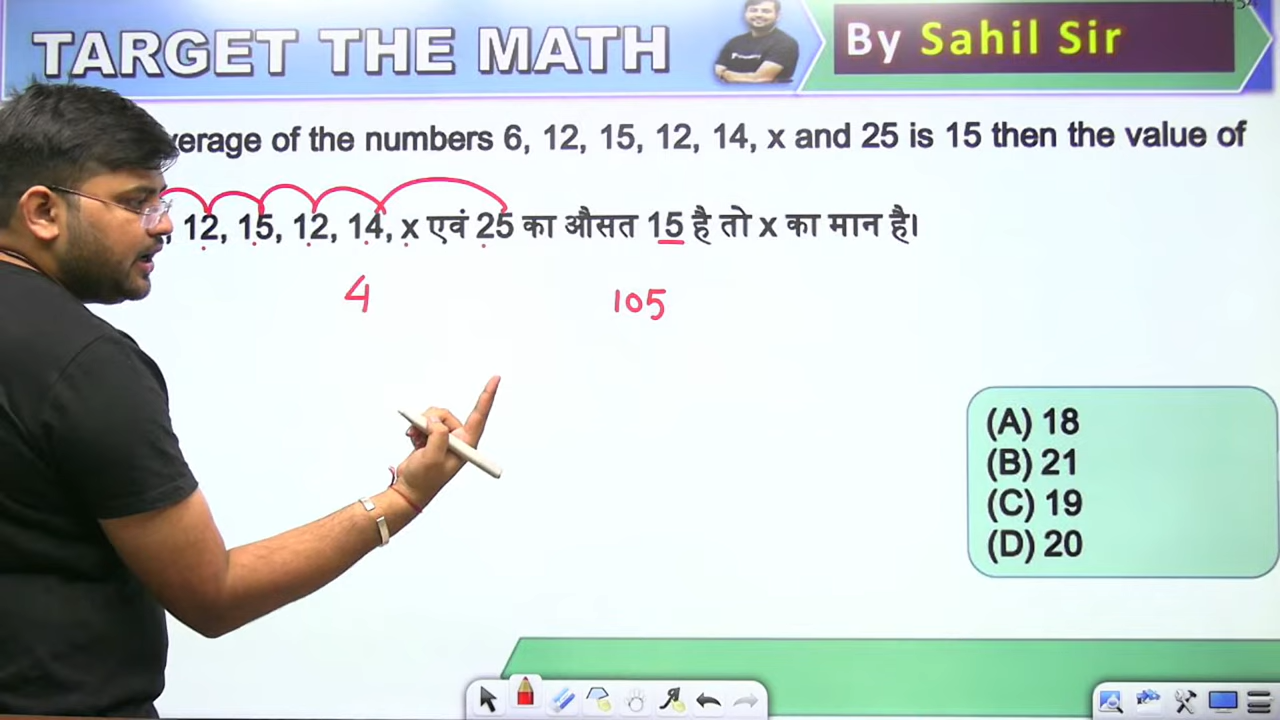 TARGET THE MATH
By Sahil Sir
verage of the numbers 6, 12, 15, 12, 14, x and 25 is 15 then the value of
, 12, 15, 12, 14, x एवं 25 का औसत 15 है तो x का मान है।
4 105
(A) 18
(B) 21
(C) 19
(D) 20